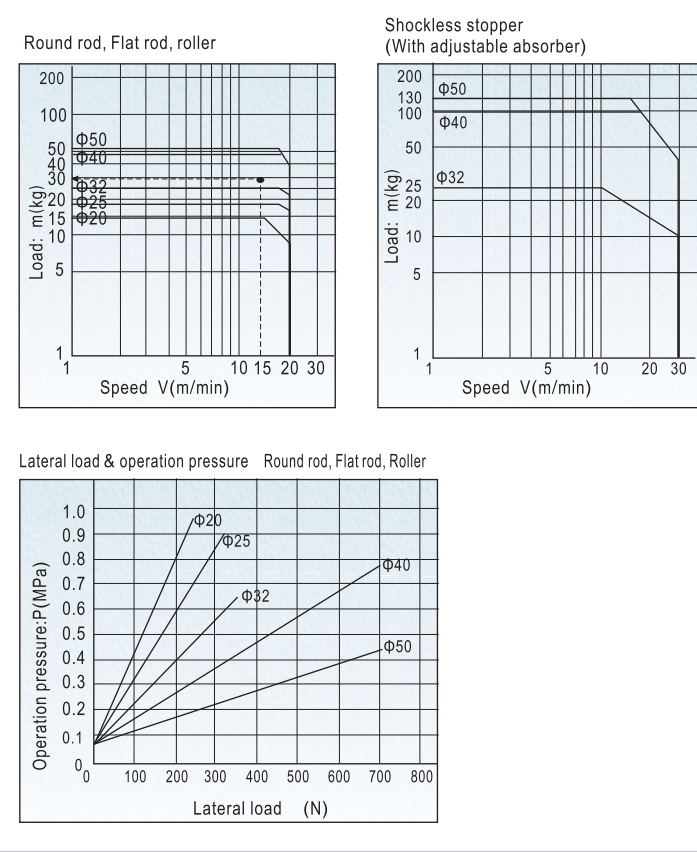 Round rod, Flat rod, roller
200
100
50
40
30
20
15
10
5
1
Load: m(kg)
Φ50
Φ40
Φ32
Φ25
Φ20
1 5 10 15 20 30
Speed V(m/min)
Shockless stopper
(With adjustable absorber)
200
130
100
50
25
20
10
5
1
Load: m(kg)
Φ50
Φ40
Φ32
1 5 10 20 30
Speed V(m/min)
Lateral load & operation pressure Round rod, Flat rod, Roller
1.0
0.9
0.8
0.7
0.6
0.5
0.4
0.3
0.2
0.1
0
Operation pressure:P(MPa)
Φ20
Φ25
Φ32
Φ40
Φ50
0 100 200 300 400 500 600 700 800
Lateral load (N)